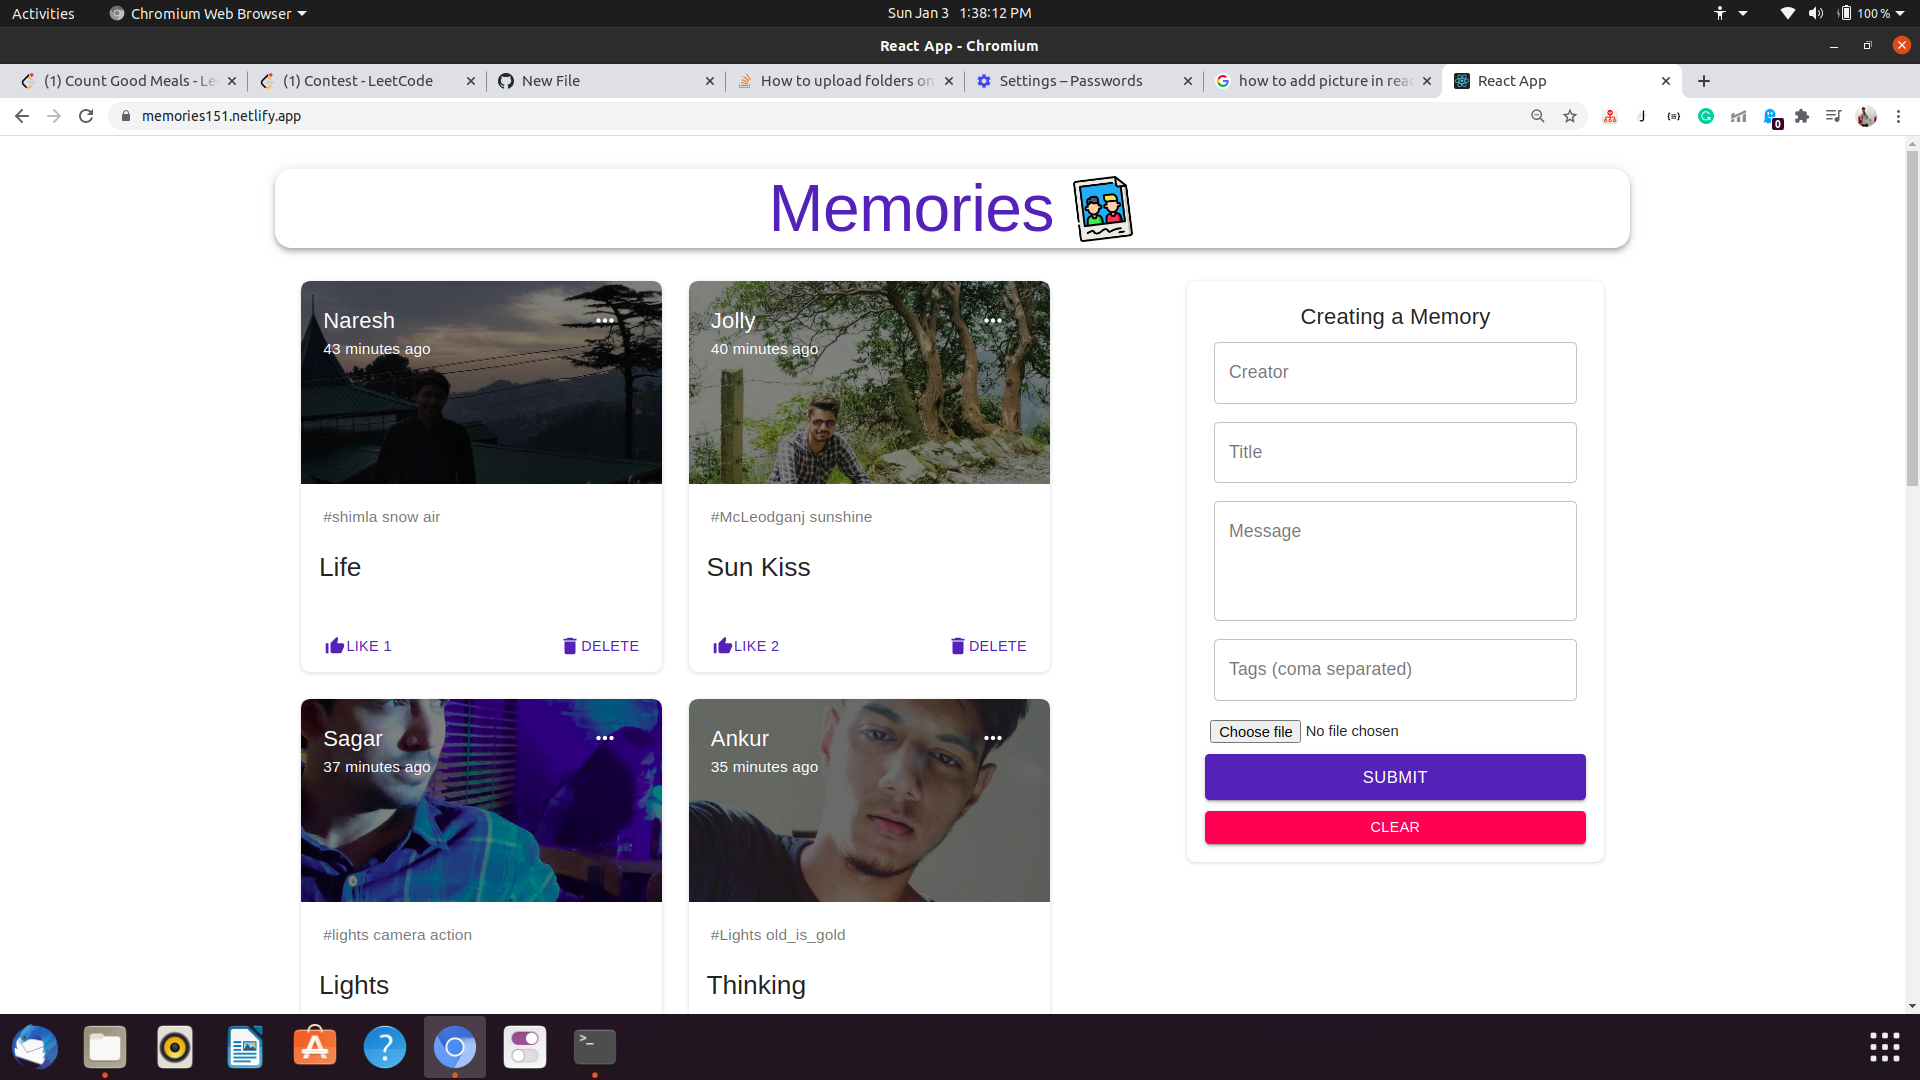 Activities
Chromium Web Browser
Sun Jan 3 1:38:12 PM
100 %
React App - Chromium
(1) Count Good Meals - Le
(1) Contest - LeetCode
New File
How to upload folders on
Settings – Passwords
how to add picture in reac
React App
memories151.netlify.app
0
Memories
Naresh
43 minutes ago
#shimla snow air
Life
LIKE 1
DELETE
Jolly
40 minutes ago
#McLeodganj sunshine
Sun Kiss
LIKE 2
DELETE
Sagar
37 minutes ago
#lights camera action
Lights
Ankur
35 minutes ago
#Lights old_is_gold
Thinking
Creating a Memory
Creator
Title
Message
Tags (coma separated)
Choose file No file chosen
SUBMIT
CLEAR